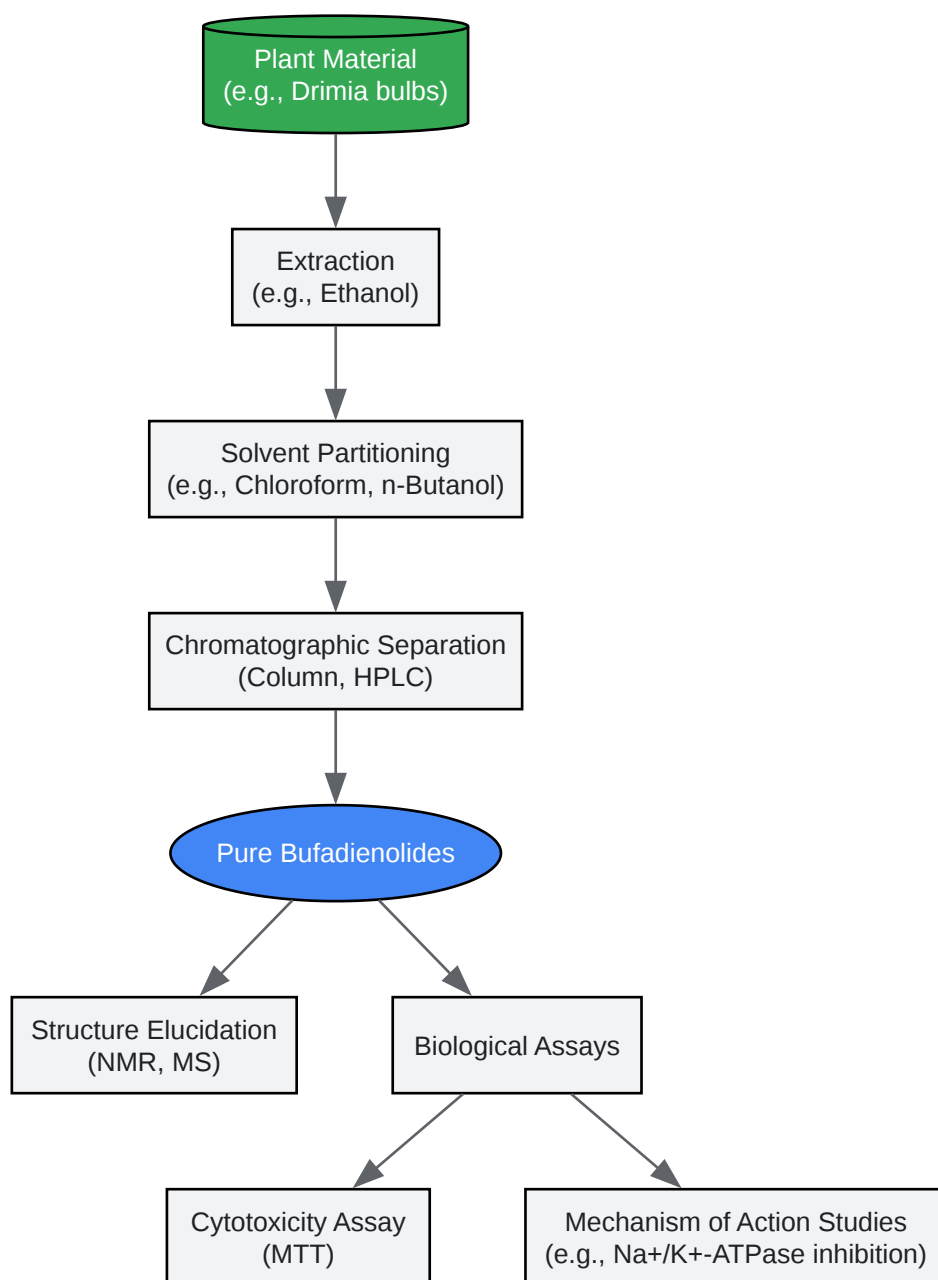 Plant Material
(e.g., Drimia bulbs)
Extraction
(e.g., Ethanol)
Solvent Partitioning
(e.g., Chloroform, n-Butanol)
Chromatographic Separation
(Column, HPLC)
Pure Bufadienolides
Structure Elucidation
(NMR, MS)
Biological Assays
Cytotoxicity Assay
(MTT)
Mechanism of Action Studies
(e.g., Na+/K+-ATPase inhibition)